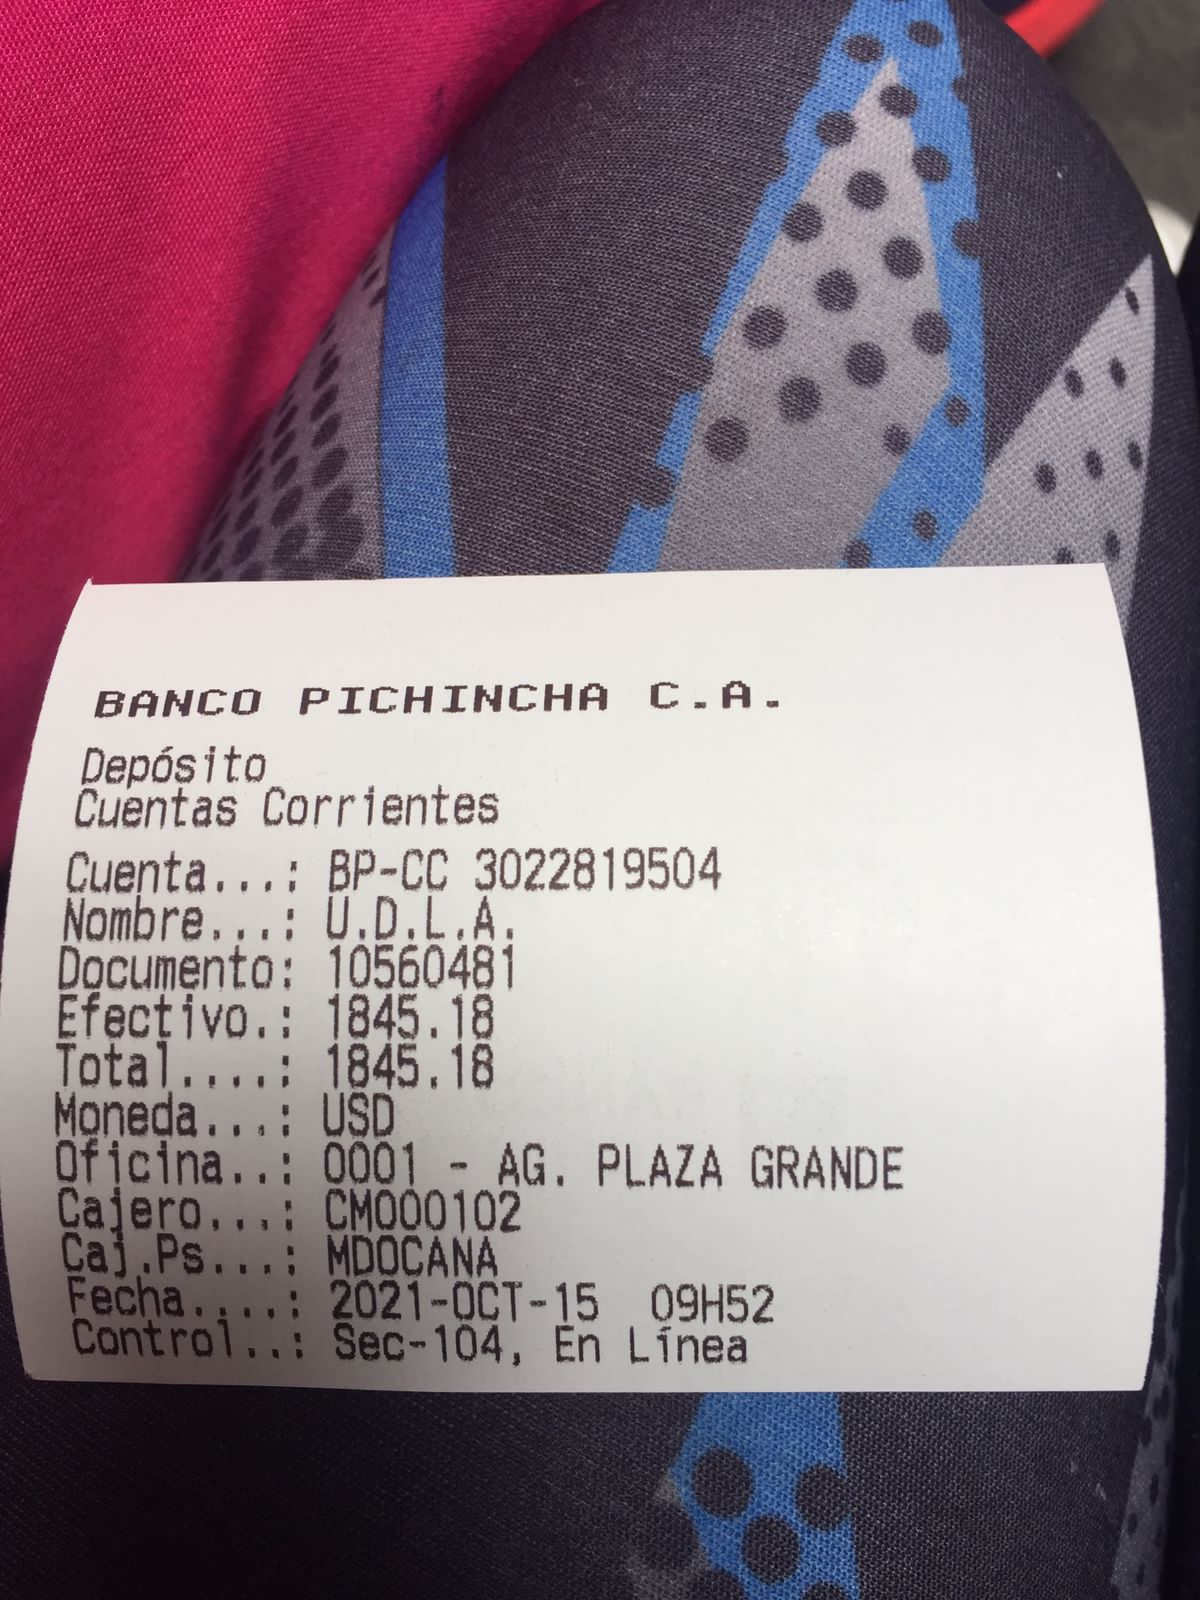 BANCO PICHINCHA C.A.
Depósito
Cuentas Corrientes
Cuenta...: BP-CC 3022819504
Nombre...: U.D.L.A.
Documento: 10560481
Efectivo.: 1845.18
Total....: 1845.18
Moneda...: USD
Oficina..: 0001 - AG. PLAZA GRANDE
Cajero...: CM000102
Caj.Ps...: MDOCANA
Fecha....: 2021-OCT-15 09H52
Control..: Sec-104, En Línea